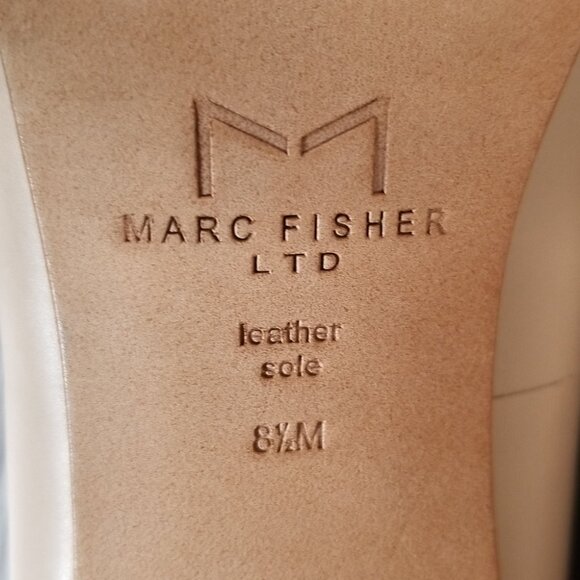 MARC FISHER
LTD
leather
sole
8½M